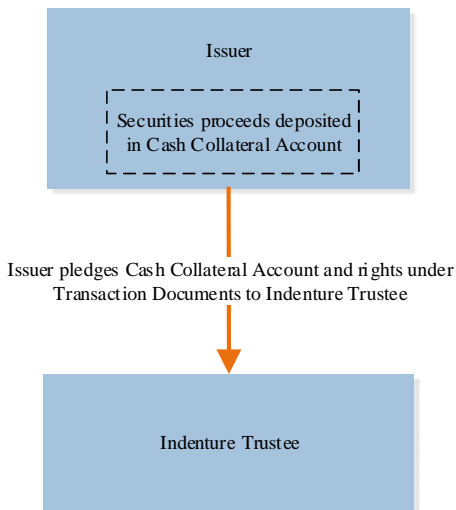 Issuer
Securities proceeds deposited
in Cash Collateral Account
Issuer pledges Cash Collateral Account and rights under
Transaction Documents to Indenture Trustee
Indenture Trustee